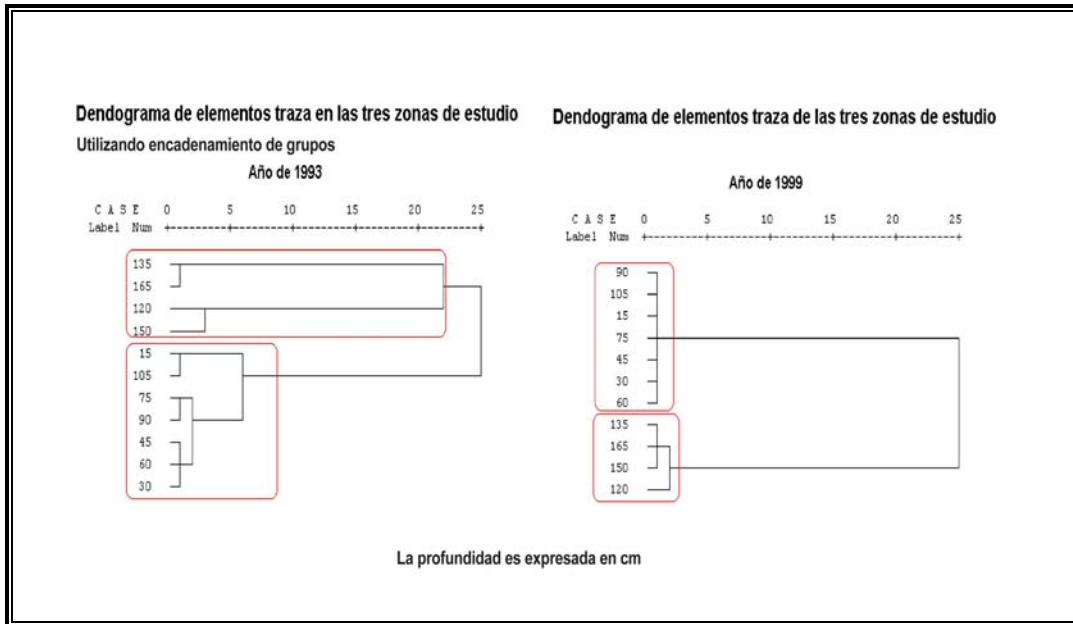 Dendograma de elementos traza en las tres zonas de estudio
Utilizando encadenamiento de grupos
Año de 1993
C A S E 0 5 10 15 20 25
Label Num +---------+---------+---------+---------+---------+
135
165
120
150
15
105
75
90
45
60
30
Dendograma de elementos traza de las tres zonas de estudio
Año de 1999
C A S E 0 5 10 15 20 25
Label Num +---------+---------+---------+---------+---------+
90
105
15
75
45
30
60
135
165
150
120
La profundidad es expresada en cm